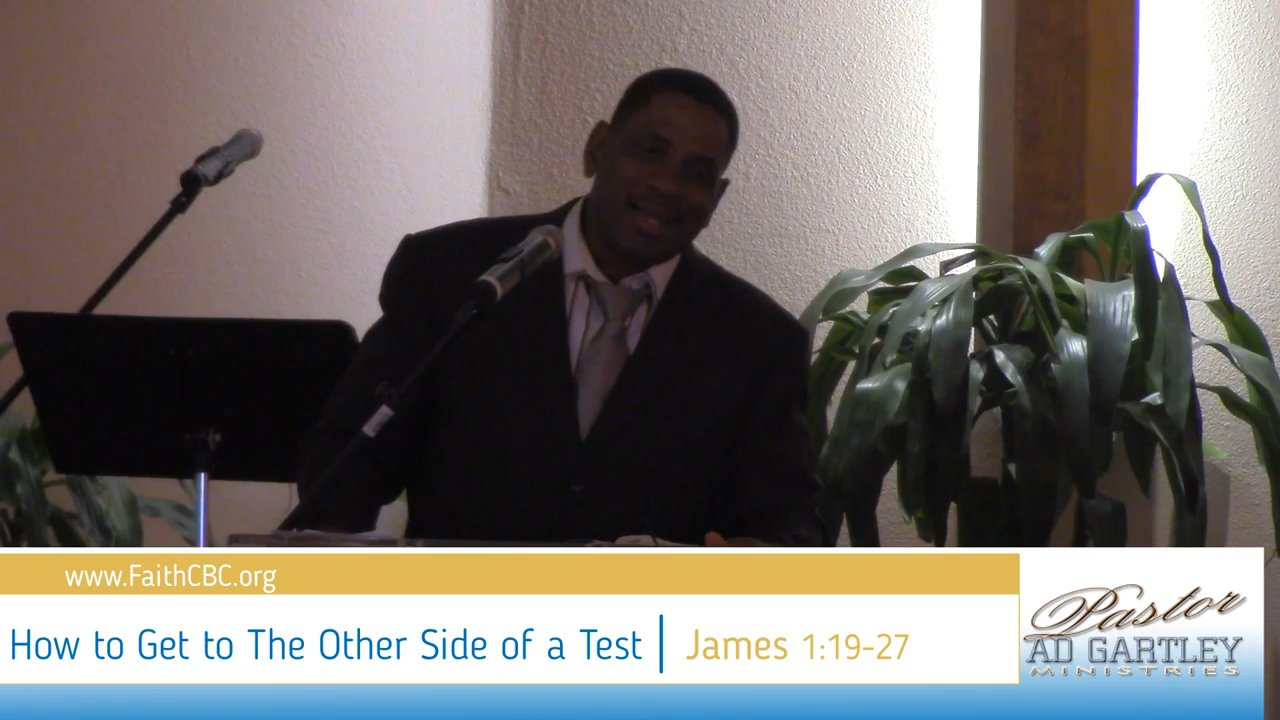 www.FaithCBC.org
How to Get to The Other Side of a Test | James 1:19-27
Pastor
AD GARTLEY
MINISTRIES